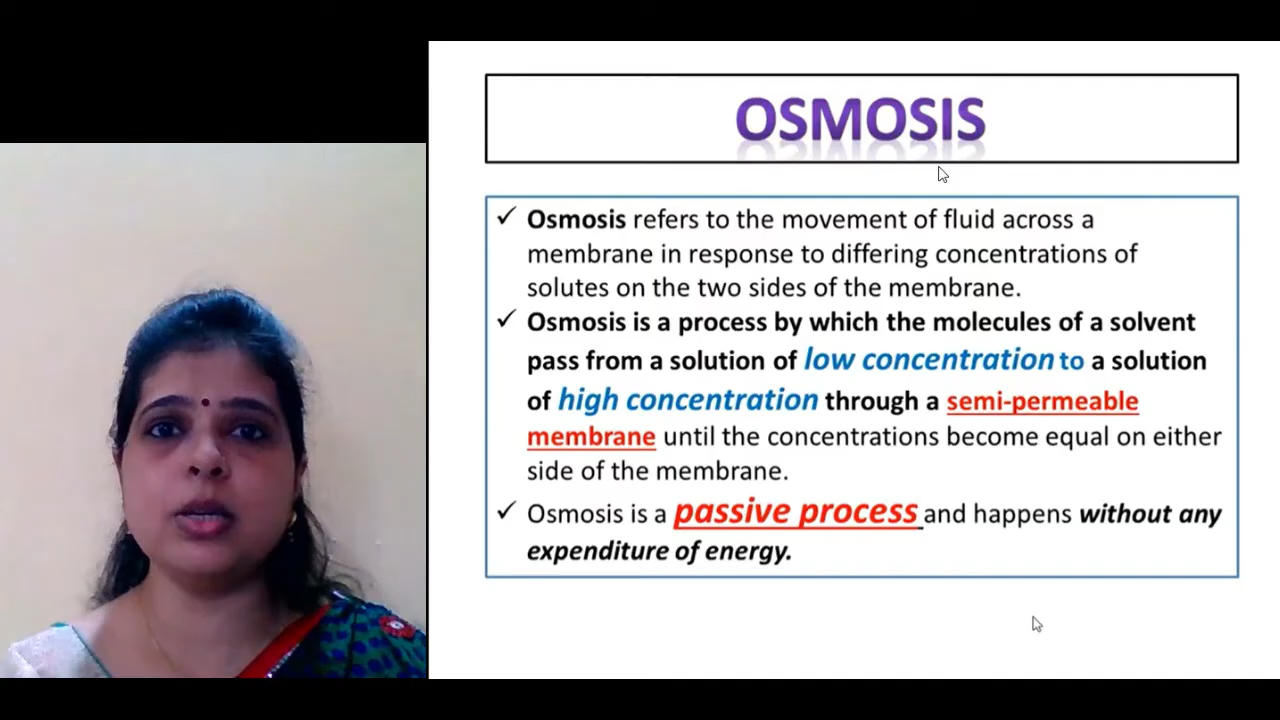 OSMOSIS
✓ Osmosis refers to the movement of fluid across a
membrane in response to differing concentrations of
solutes on the two sides of the membrane.
✓ Osmosis is a process by which the molecules of a solvent
pass from a solution of low concentration to a solution
of high concentration through a semi-permeable
membrane until the concentrations become equal on either
side of the membrane.
✓ Osmosis is a passive process and happens without any
expenditure of energy.